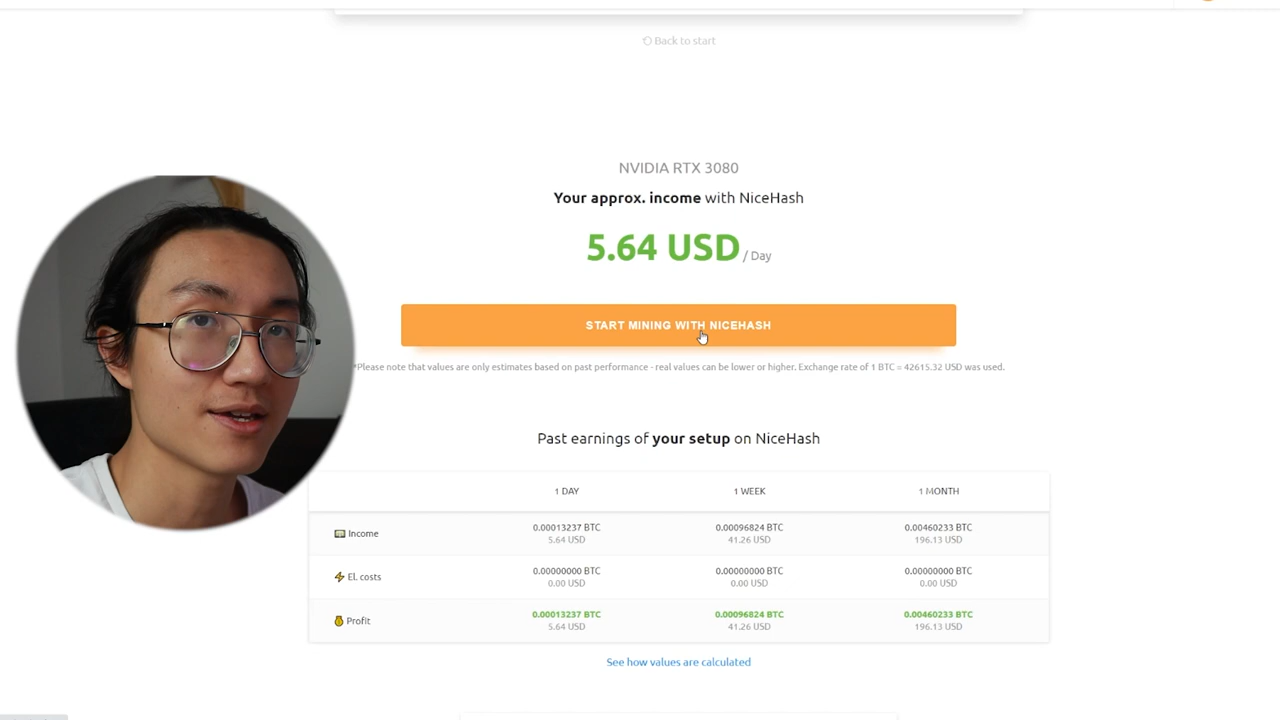 Back to start
NVIDIA RTX 3080
Your approx. income with NiceHash
5.64 USD / Day
START MINING WITH NICEHASH
*Please note that values are only estimates based on past performance - real values can be lower or higher. Exchange rate of 1 BTC = 42615.32 USD was used.
Past earnings of your setup on NiceHash
1 DAY 1 WEEK 1 MONTH
Income 0.00013237 BTC 0.00096824 BTC 0.00460233 BTC
5.64 USD 41.26 USD 196.13 USD
El. costs 0.00000000 BTC 0.00000000 BTC 0.00000000 BTC
0.00 USD 0.00 USD 0.00 USD
Profit 0.00013237 BTC 0.00096824 BTC 0.00460233 BTC
5.64 USD 41.26 USD 196.13 USD
See how values are calculated